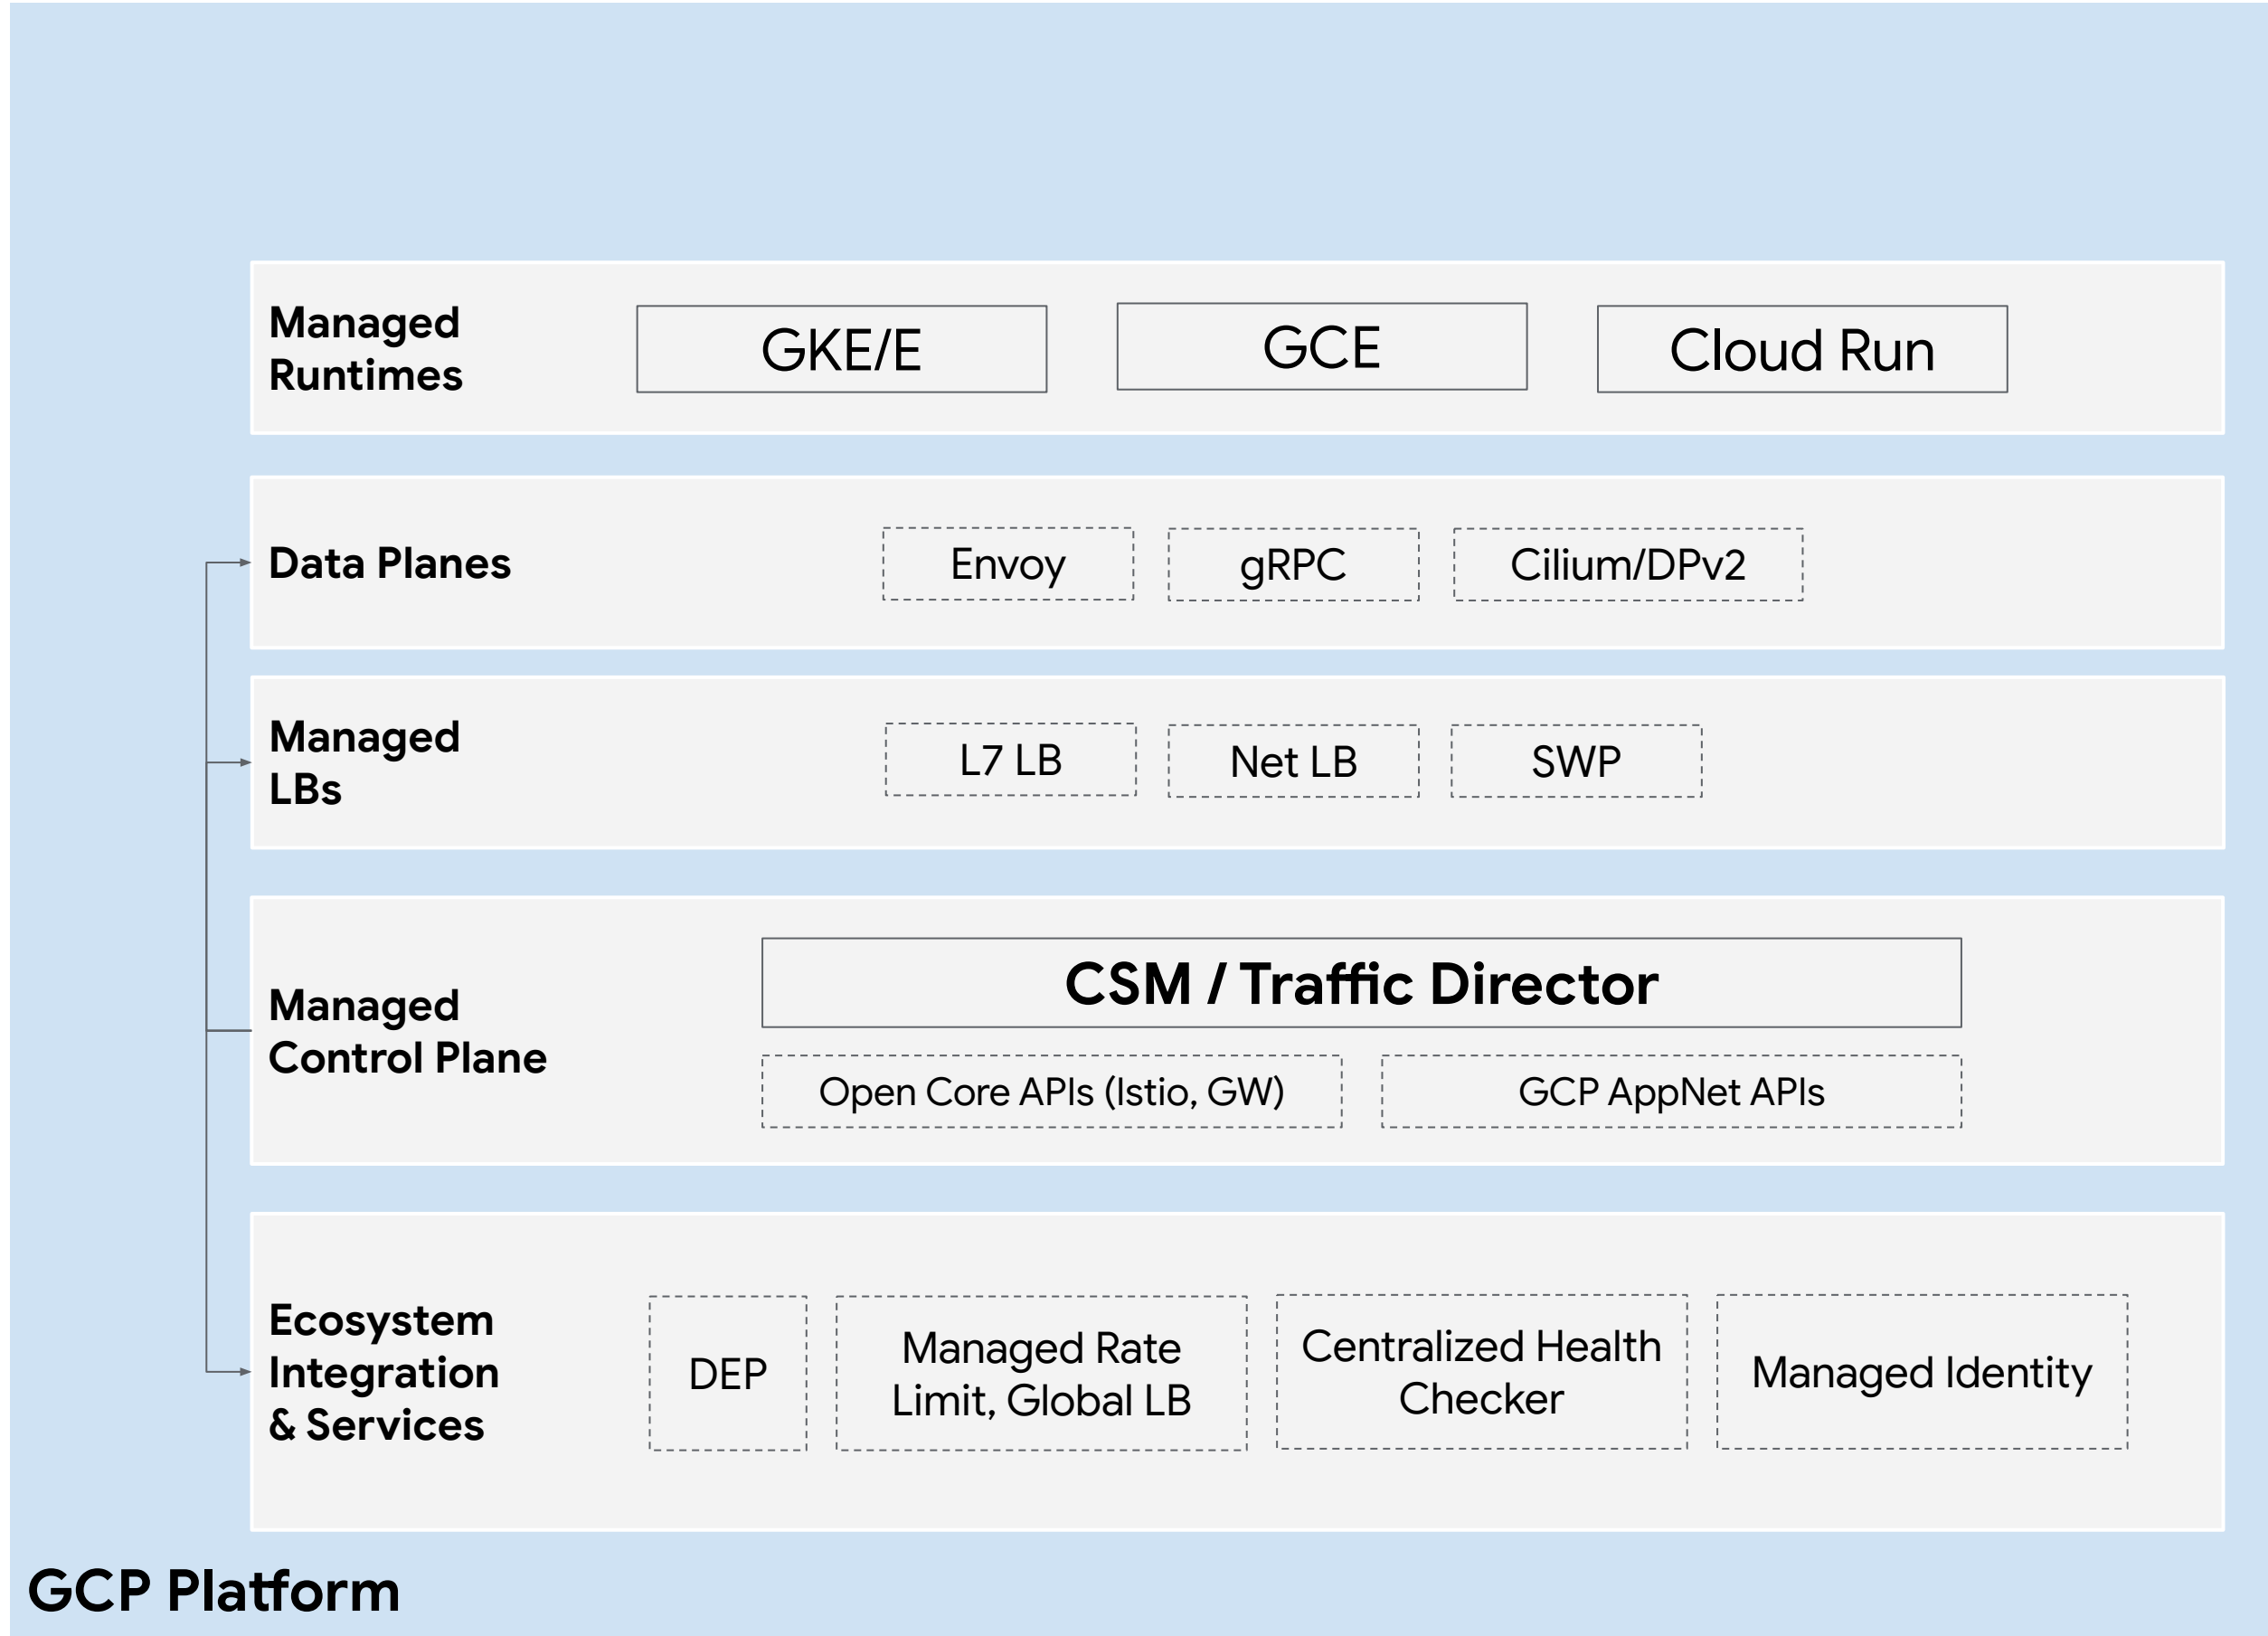 Managed
Runtimes
GKE/E
GCE
Cloud Run
Data Planes
Envoy
gRPC
Cilium/DPv2
Managed
LBs
L7 LB
Net LB
SWP
Managed
Control Plane
CSM / Traffic Director
Open Core APIs (Istio, GW)
GCP AppNet APIs
Ecosystem
Integration
& Services
DEP
Managed Rate
Limit, Global LB
Centralized Health
Checker
Managed Identity
GCP Platform